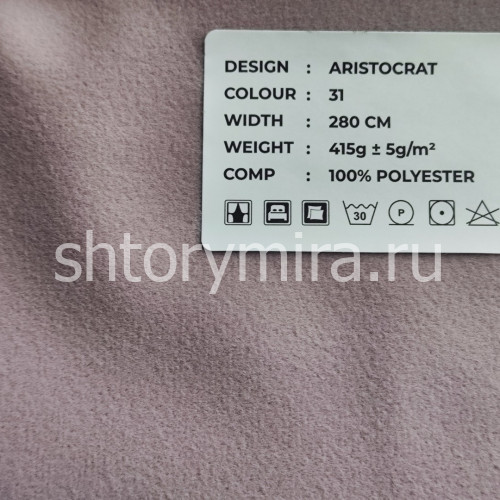 DESIGN : ARISTOCRAT
COLOUR : 31
WIDTH : 280 CM
WEIGHT : 415g ± 5g/m²
COMP : 100% POLYESTER
30 P
shtorymira.ru